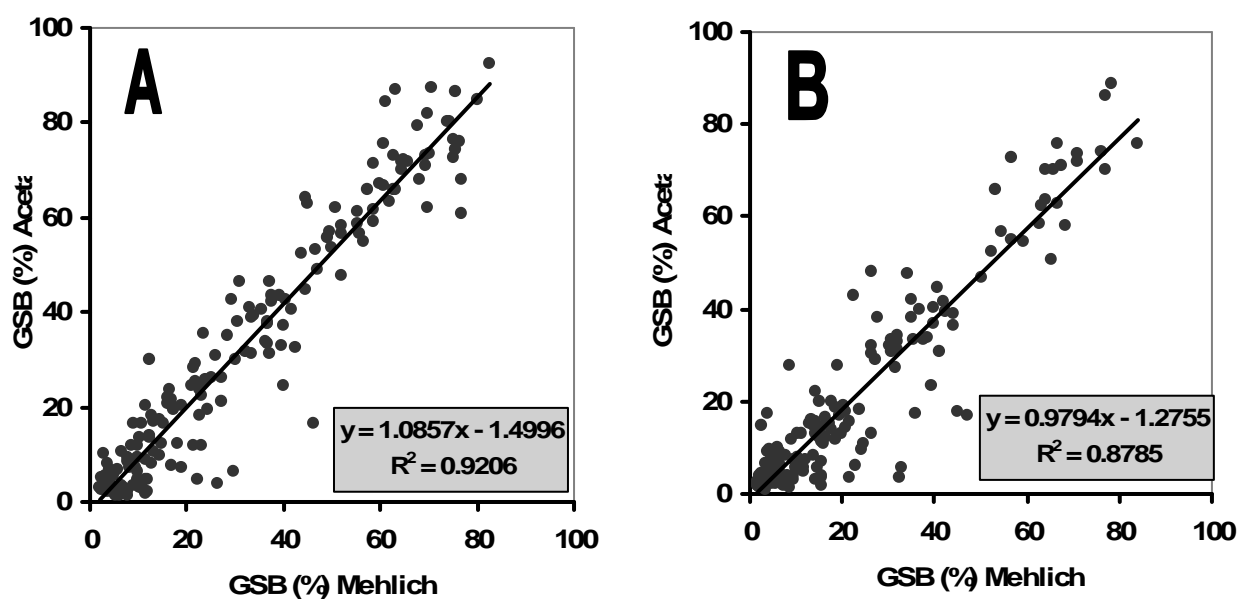 A
100
80
60
40
20
0
GSB (%) Aceta
0 20 40 60 80 100
GSB (%) Mehlich
y = 1.0857x - 1.4996
R² = 0.9206
B
100
80
60
40
20
0
GSB (%) Aceta
0 20 40 60 80 100
GSB (%) Mehlich
y = 0.9794x - 1.2755
R² = 0.8785